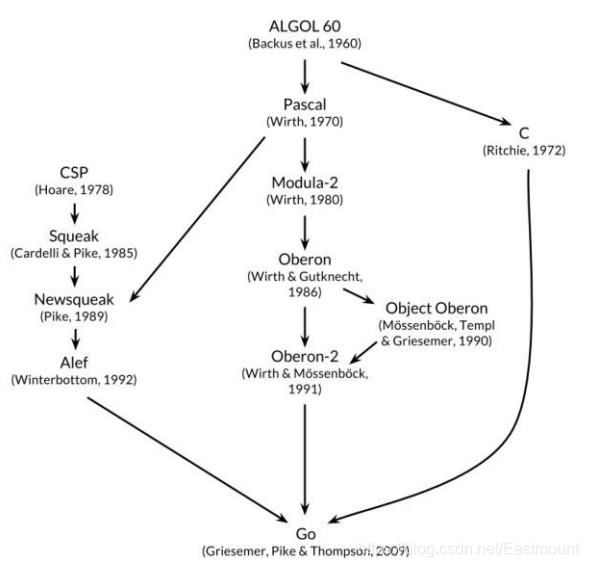 ALGOL 60
(Backus et al., 1960)
Pascal
(Wirth, 1970)
C
(Ritchie, 1972)
CSP
(Hoare, 1978)
Modula-2
(Wirth, 1980)
Squeak
(Cardelli & Pike, 1985)
Oberon
(Wirth & Gutknecht,
1986)
Newsqueak
(Pike, 1989)
Object Oberon
(Mössenböck, Templ
& Griesemer, 1990)
Alef
(Winterbottom, 1992)
Oberon-2
(Wirth & Mössenböck,
1991)
Go
(Griesemer, Pike & Thompson, 2009)
https://blog.csdn.net/Eastmount